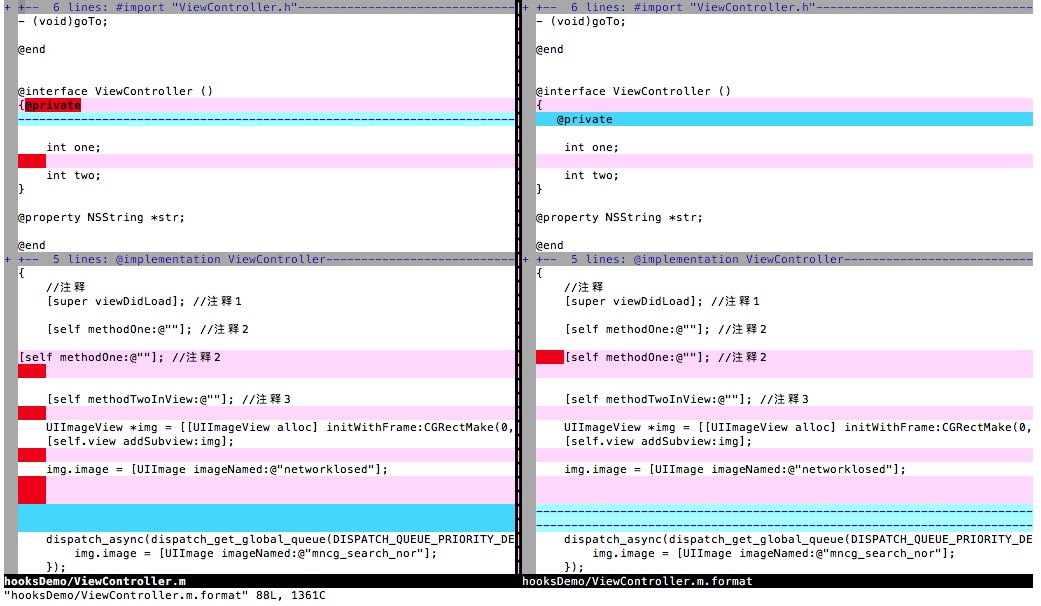 + +--  6 lines: #import "ViewController.h"
- (void)goTo;
@end
@interface ViewController ()
{@private
    int one;
    int two;
}
@property NSString *str;
@end
+ +--  5 lines: @implementation ViewController
{
    //注释
    [super viewDidLoad]; //注释1
    [self methodOne:@""]; //注释2
[self methodOne:@""]; //注释2
    [self methodTwoInView:@""]; //注释3
    UIImageView *img = [[UIImageView alloc] initWithFrame:CGRectMake(0,
    [self.view addSubview:img];
    img.image = [UIImage imageNamed:@"networklosed"];
    dispatch_async(dispatch_get_global_queue(DISPATCH_QUEUE_PRIORITY_DE
        img.image = [UIImage imageNamed:@"mncg_search_nor"];
    });
hooksDemo/ViewController.m
+ +--  6 lines: #import "ViewController.h"
- (void)goTo;
@end
@interface ViewController ()
{
   @private
    int one;
    int two;
}
@property NSString *str;
@end
+ +--  5 lines: @implementation ViewController
{
    //注释
    [super viewDidLoad]; //注释1
    [self methodOne:@""]; //注释2
    [self methodOne:@""]; //注释2
    [self methodTwoInView:@""]; //注释3
    UIImageView *img = [[UIImageView alloc] initWithFrame:CGRectMake(0,
    [self.view addSubview:img];
    img.image = [UIImage imageNamed:@"networklosed"];
    dispatch_async(dispatch_get_global_queue(DISPATCH_QUEUE_PRIORITY_DE
        img.image = [UIImage imageNamed:@"mncg_search_nor"];
    });
hooksDemo/ViewController.m.format
"hooksDemo/ViewController.m.format" 88L, 1361C